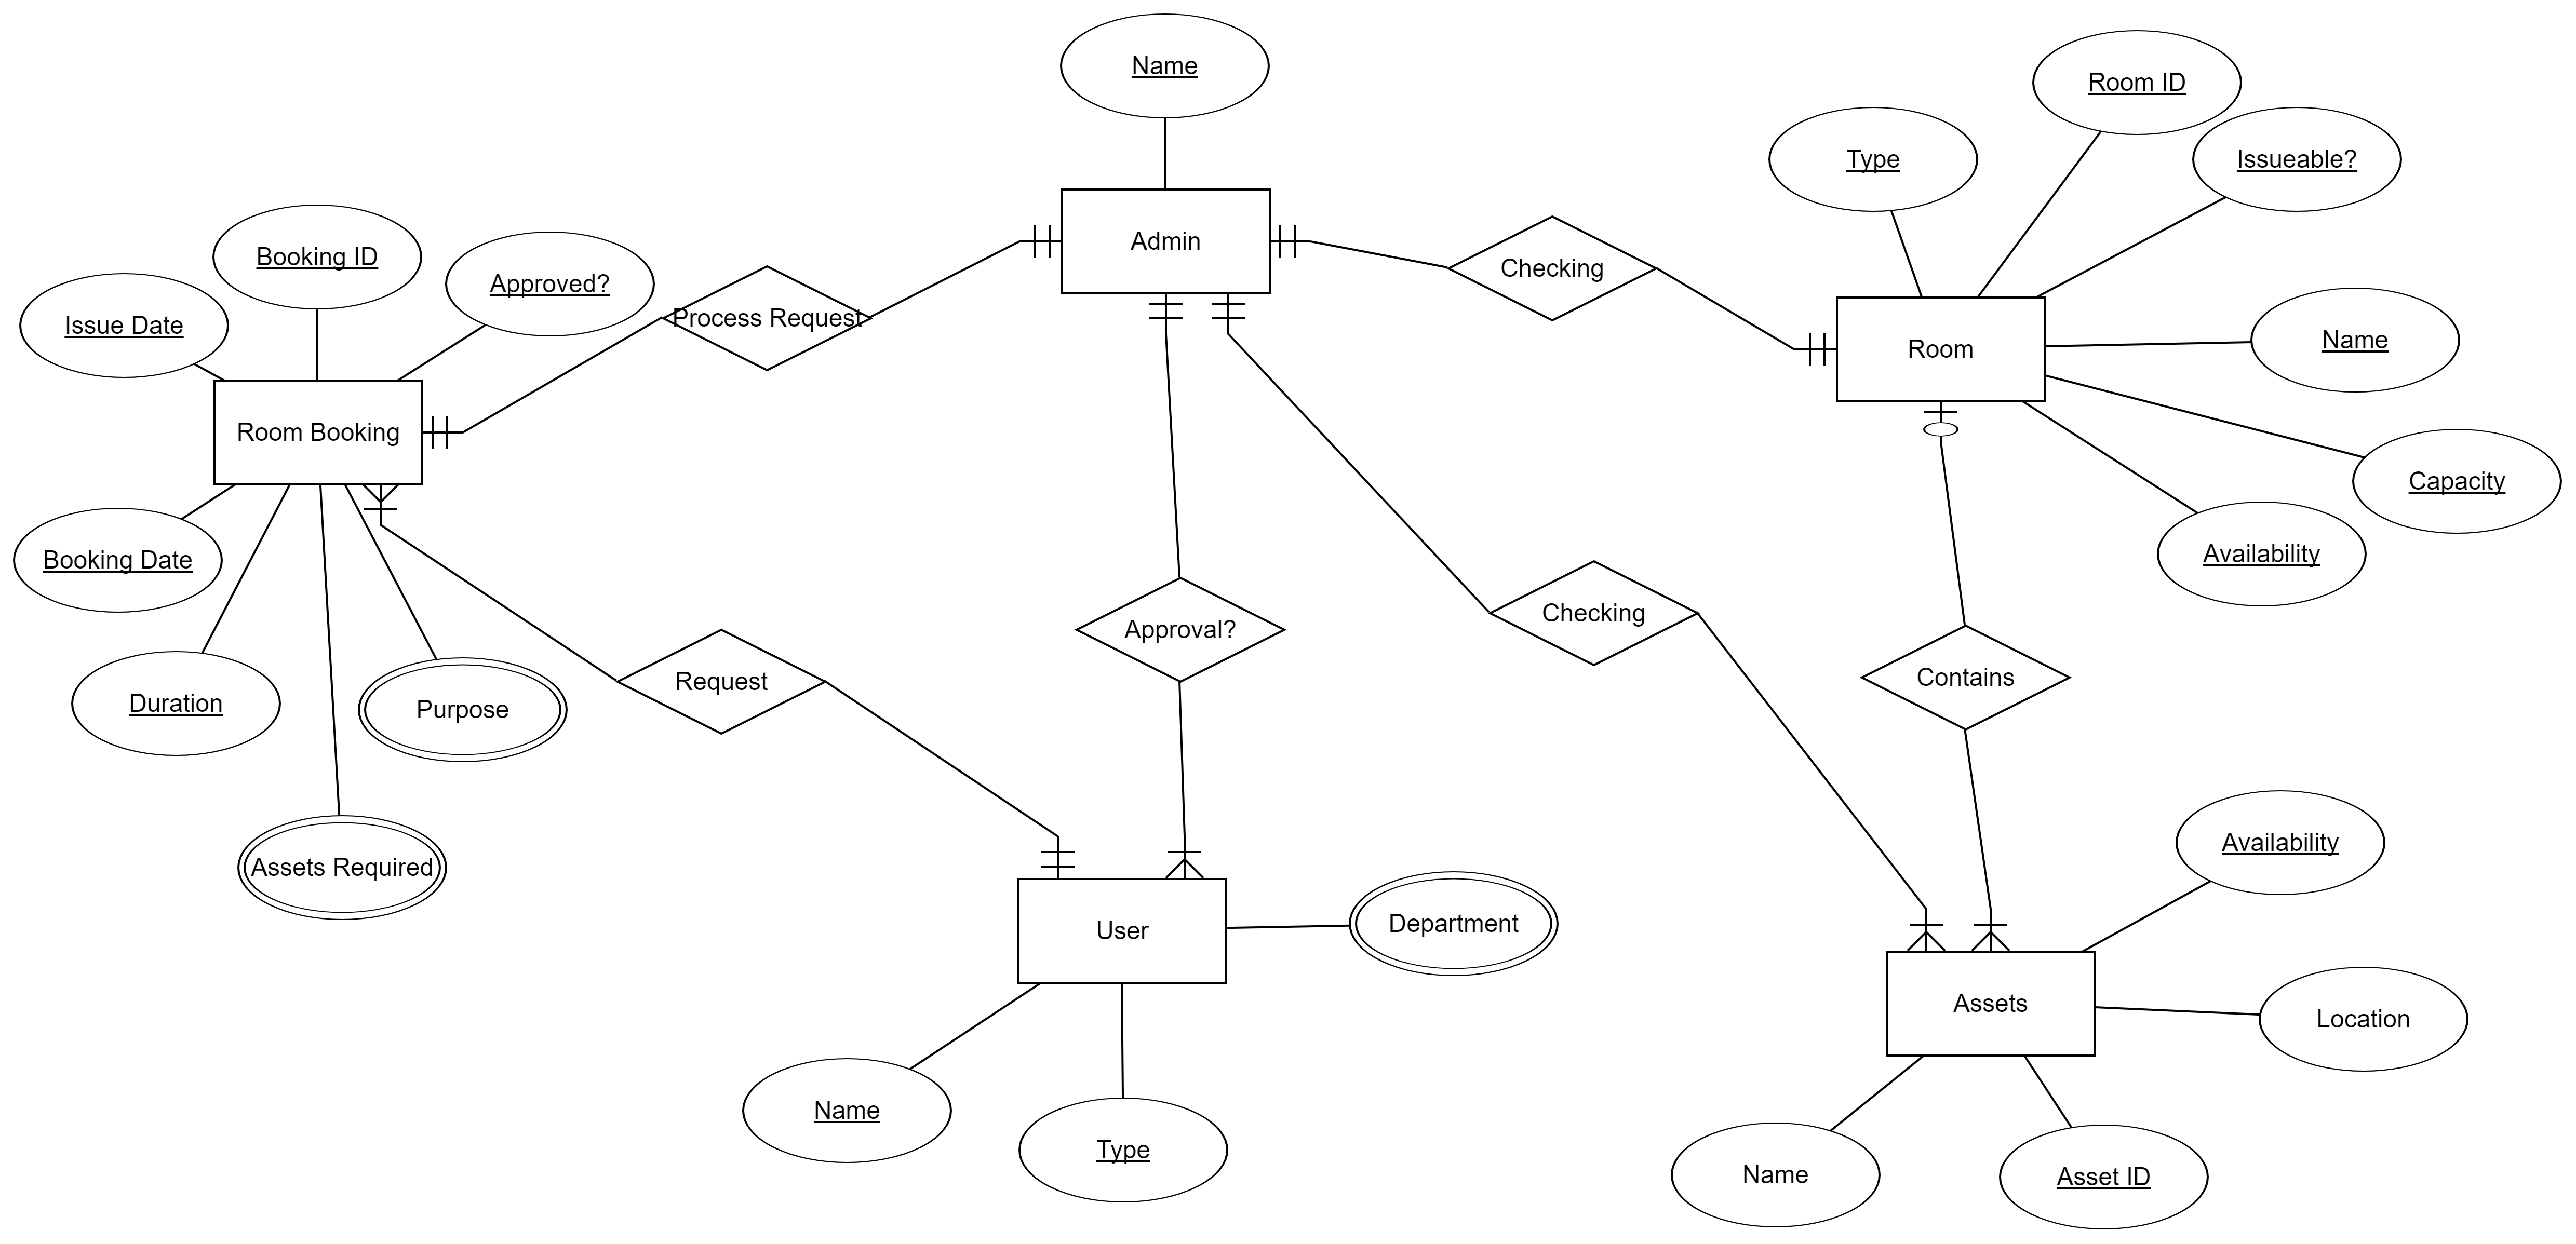 Name
Room ID
Type
Issueable?
Admin
Booking ID
Checking
Approved?
Process Request
Issue Date
Name
Room
Room Booking
Capacity
Availability
Booking Date
Checking
Approval?
Contains
Request
Duration
Purpose
Availability
Assets Required
Department
User
Assets
Location
Name
Type
Name
Asset ID